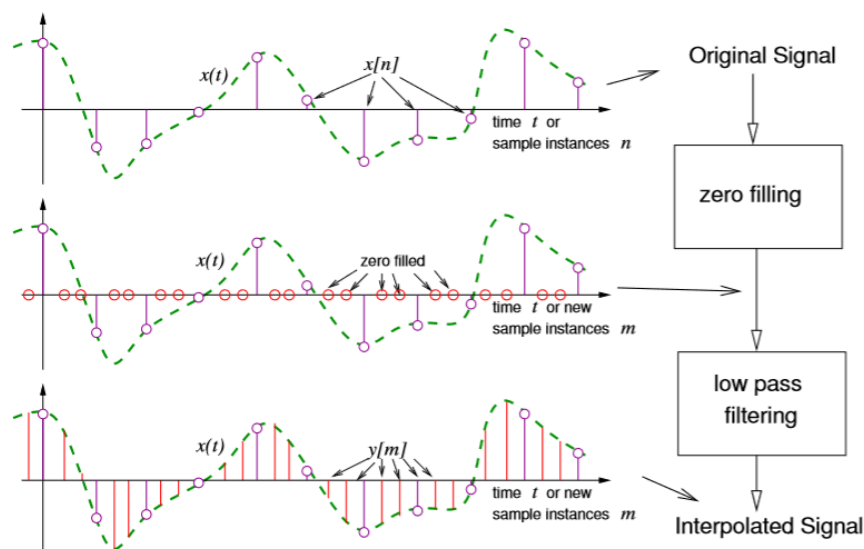 x(t)
x[n]
time t or
sample instances n
Original Signal
zero filling
x(t)
zero filled
time t or new
sample instances m
low pass
filtering
x(t)
y[m]
time t or new
sample instances m
Interpolated Signal